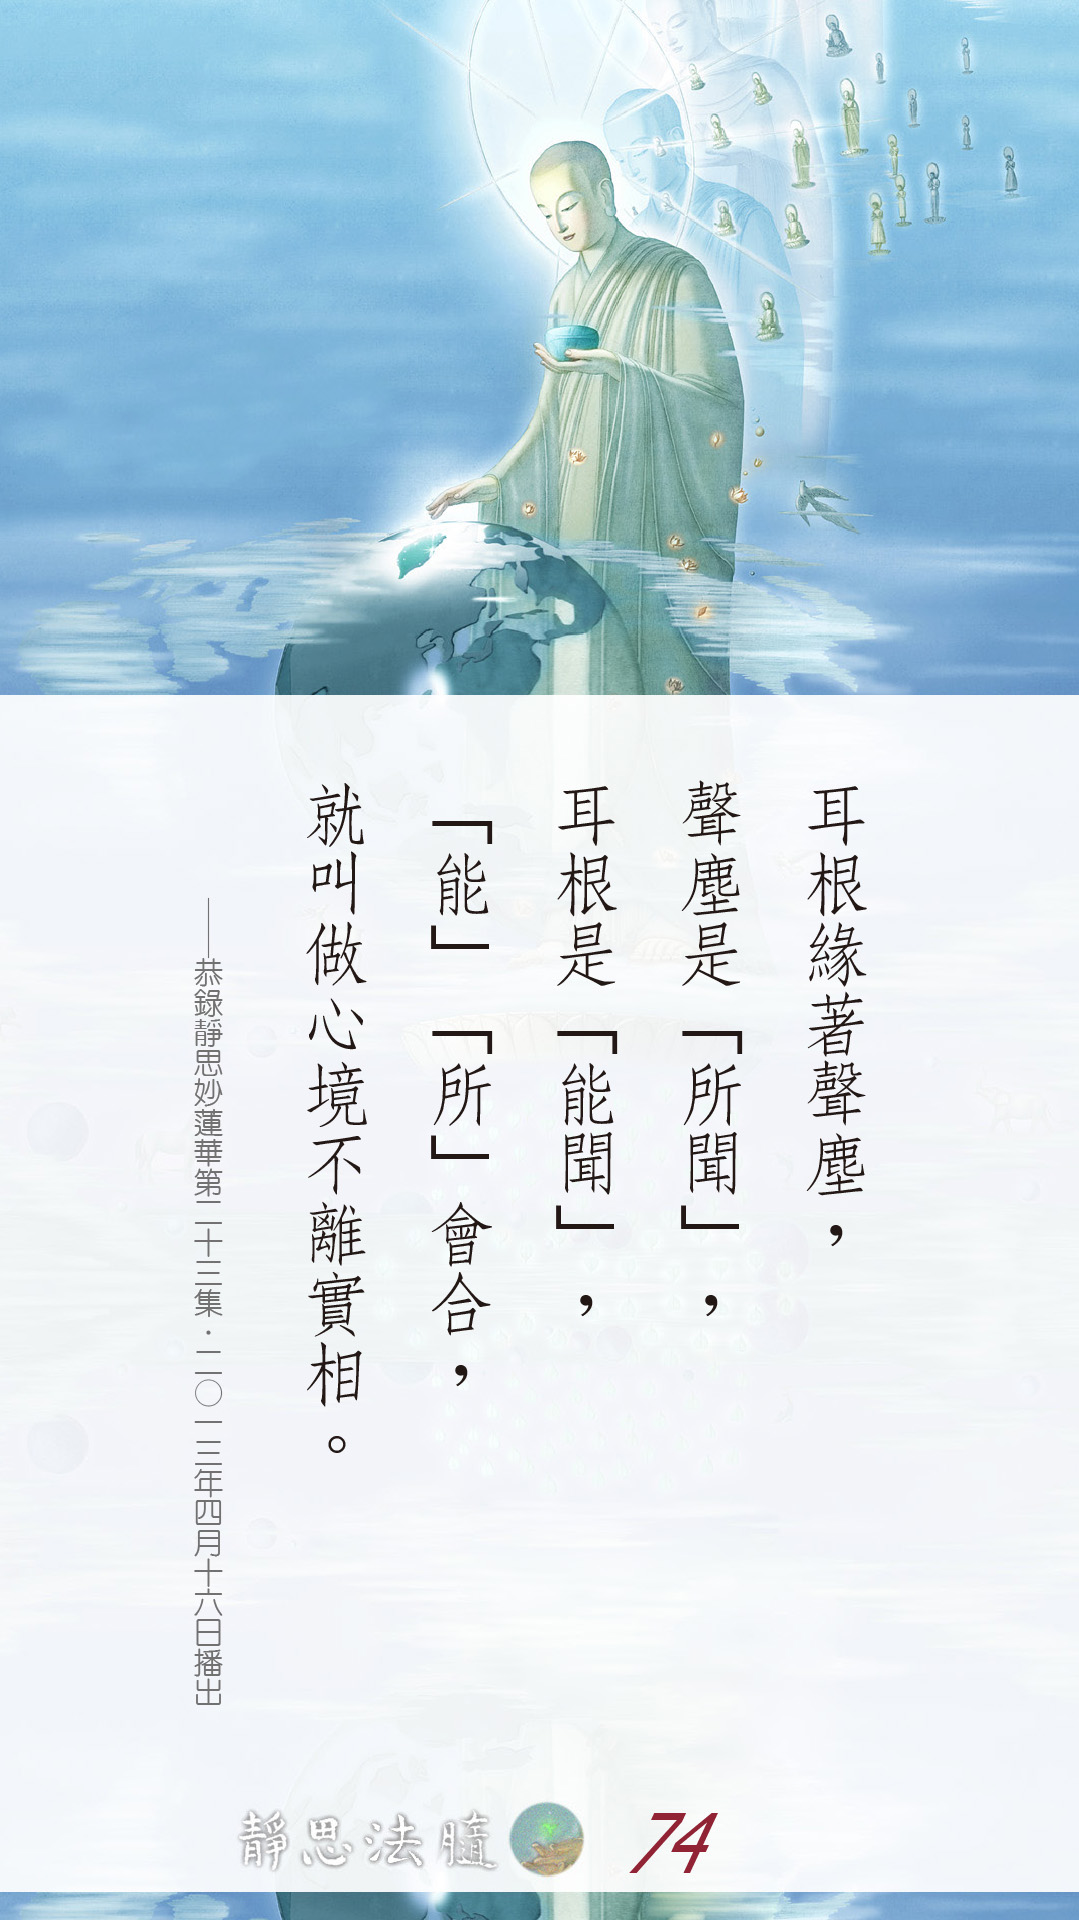 耳根緣著聲塵，
聲塵是「所聞」，
耳根是「能聞」，
「能」「所」會合，
就叫做心境不離實相。
——恭錄靜思妙蓮華第二十三集．二〇一三年四月十六日播出
靜思法髓 74